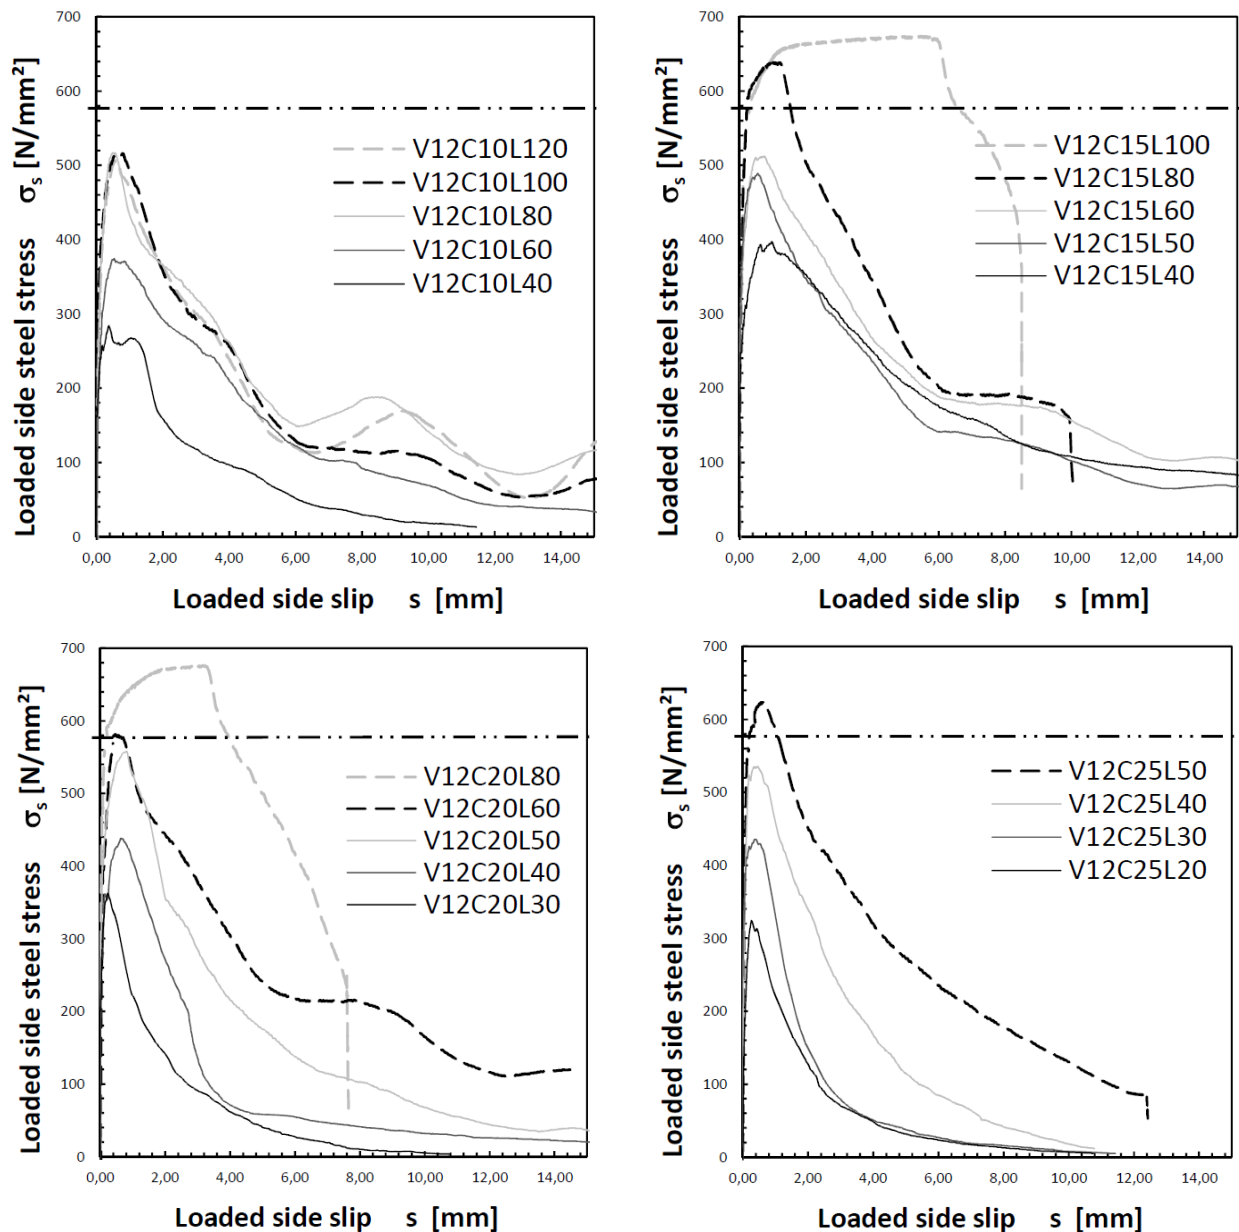 Loaded side steel stress σs [N/mm²]
700
600
500
400
300
200
100
0
V12C10L120
V12C10L100
V12C10L80
V12C10L60
V12C10L40
0,00 2,00 4,00 6,00 8,00 10,00 12,00 14,00
Loaded side slip s [mm]
Loaded side steel stress σs [N/mm²]
700
600
500
400
300
200
100
0
V12C15L100
V12C15L80
V12C15L60
V12C15L50
V12C15L40
0,00 2,00 4,00 6,00 8,00 10,00 12,00 14,00
Loaded side slip s [mm]
Loaded side steel stress σs [N/mm²]
700
600
500
400
300
200
100
0
V12C20L80
V12C20L60
V12C20L50
V12C20L40
V12C20L30
0,00 2,00 4,00 6,00 8,00 10,00 12,00 14,00
Loaded side slip s [mm]
Loaded side steel stress σs [N/mm²]
700
600
500
400
300
200
100
0
V12C25L50
V12C25L40
V12C25L30
V12C25L20
0,00 2,00 4,00 6,00 8,00 10,00 12,00 14,00
Loaded side slip s [mm]